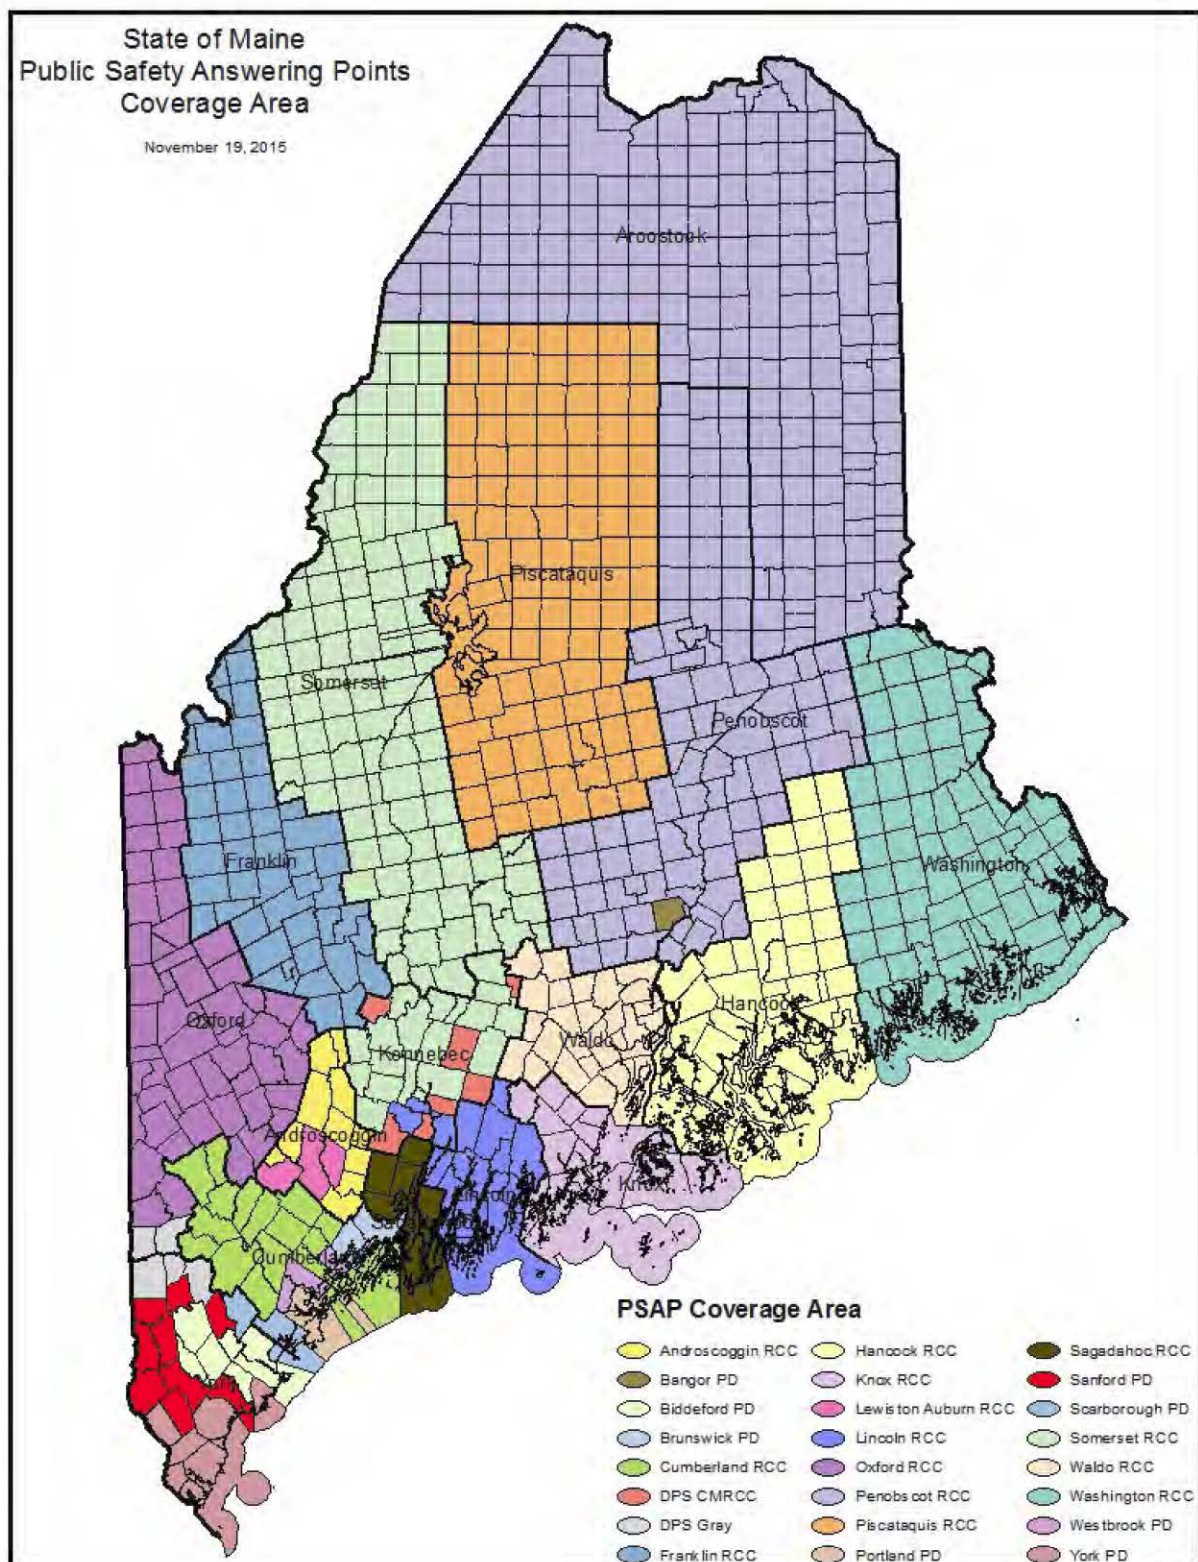 State of Maine
Public Safety Answering Points
Coverage Area
November 19, 2015
Aroostook
Piscataquis
Somerset
Penobscot
Franklin
Washington
Hancock
Oxford
Kennebec
Waldo
Androscoggin
Knox
Lincoln
PSAP Coverage Area
Androscoggin RCC
Bangor PD
Biddeford PD
Brunswick PD
Cumberland RCC
DPS CMRCC
DPS Gray
Franklin RCC
Hancock RCC
Knox RCC
Lewiston Auburn RCC
Lincoln RCC
Oxford RCC
Penobscot RCC
Piscataquis RCC
Portland PD
Sagadahoc RCC
Sanford PD
Scarborough PD
Somerset RCC
Waldo RCC
Washington RCC
Westbrook PD
York PD